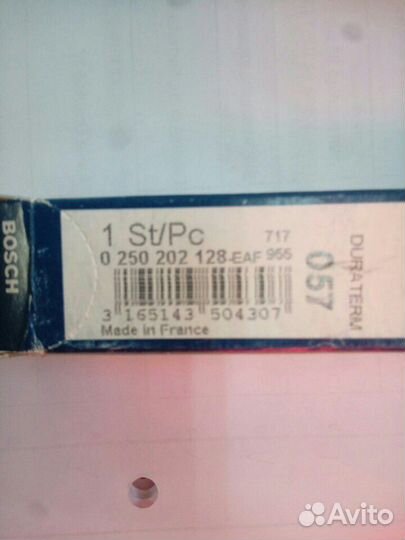 BOSCH
1 St/Pc 717
0 250 202 128-EAF 955
3 165143 504307
Made in France
057
DURATERM
Avito